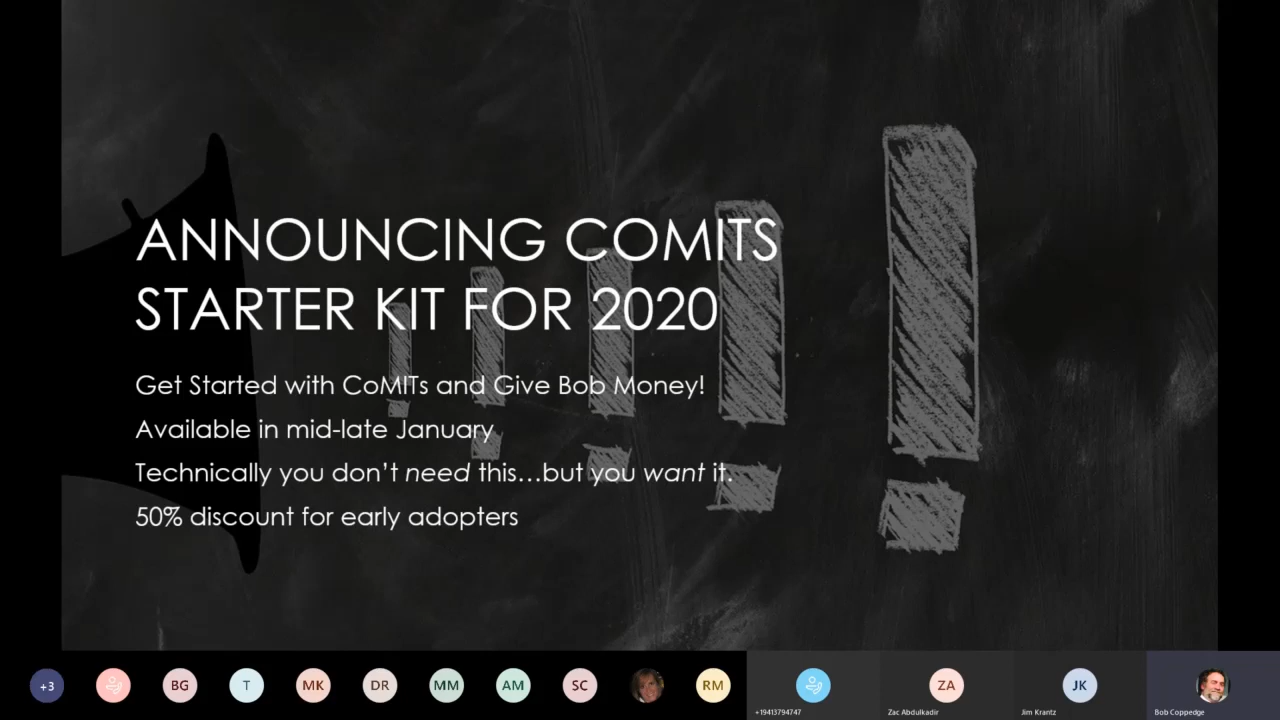 ANNOUNCING COMITS
STARTER KIT FOR 2020
Get Started with CoMITs and Give Bob Money!
Available in mid-late January
Technically you don't need this...but you want it.
50% discount for early adopters
+3
BG
T
MK
DR
MM
AM
SC
RM
+19413794747
ZA
Zac Abdulkadir
JK
Jim Krantz
Bob Coppedge